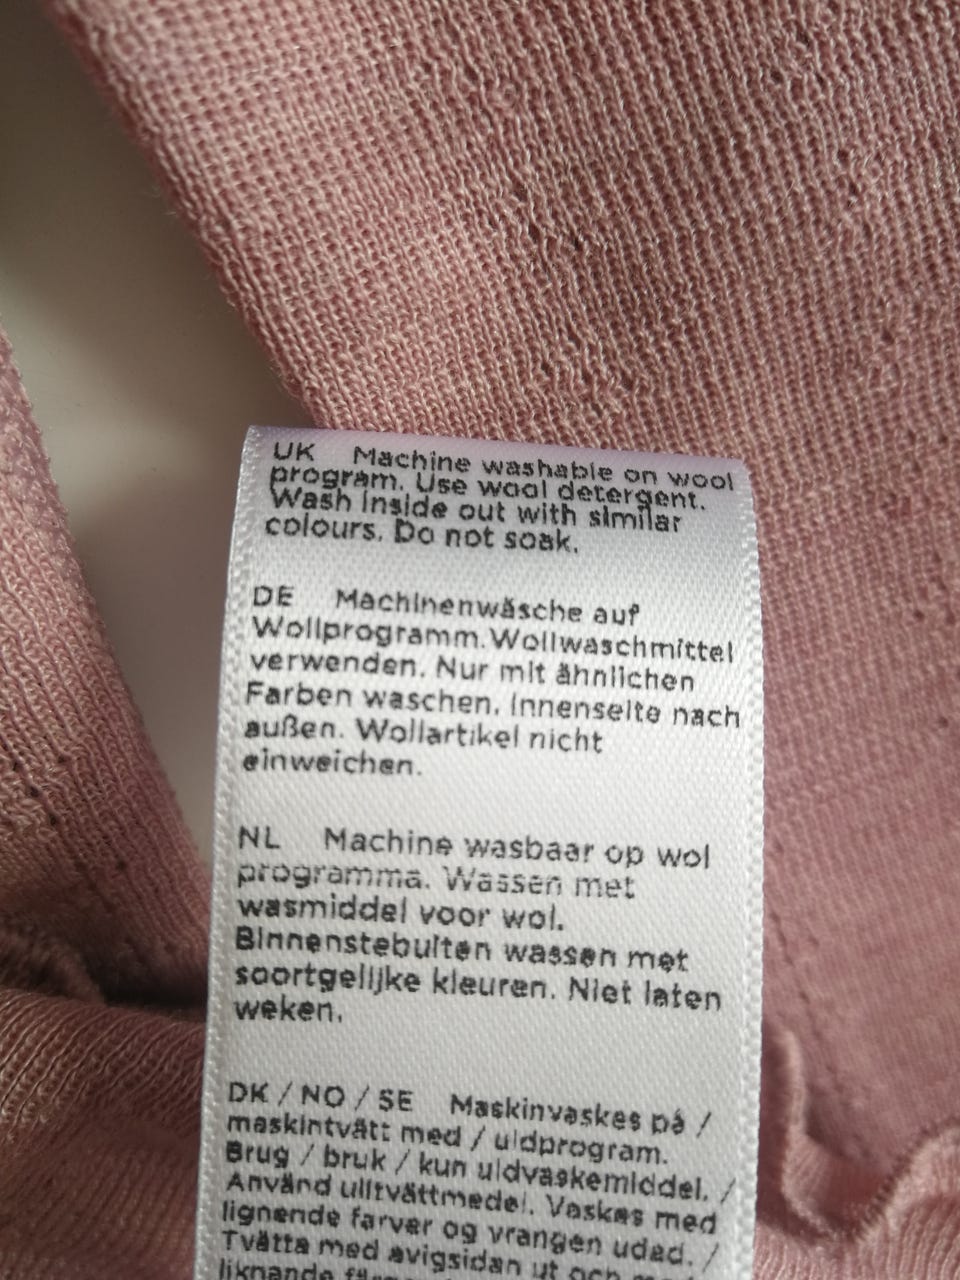 UK Machine washable on wool
program. Use wool detergent.
Wash inside out with similar
colours. Do not soak.
DE Machinenwäsche auf
Wollprogramm. Wollwaschmittel
verwenden. Nur mit ähnlichen
Farben waschen. Innenseite nach
außen. Wollartikel nicht
einweichen.
NL Machine wasbaar op wol
programma. Wassen met
wasmiddel voor wol.
Binnenstebuiten wassen met
soortgelijke kleuren. Niet laten
weken.
DK / NO / SE Maskinvaskes på /
maskintvätt med / uldprogram.
Brug / bruk / kun uldvaskemiddel. /
Använd ulltvättmedel. Vaskes med
lignende farver og vrangen udad. /
Tvätta med avigsidan ut och
liknande